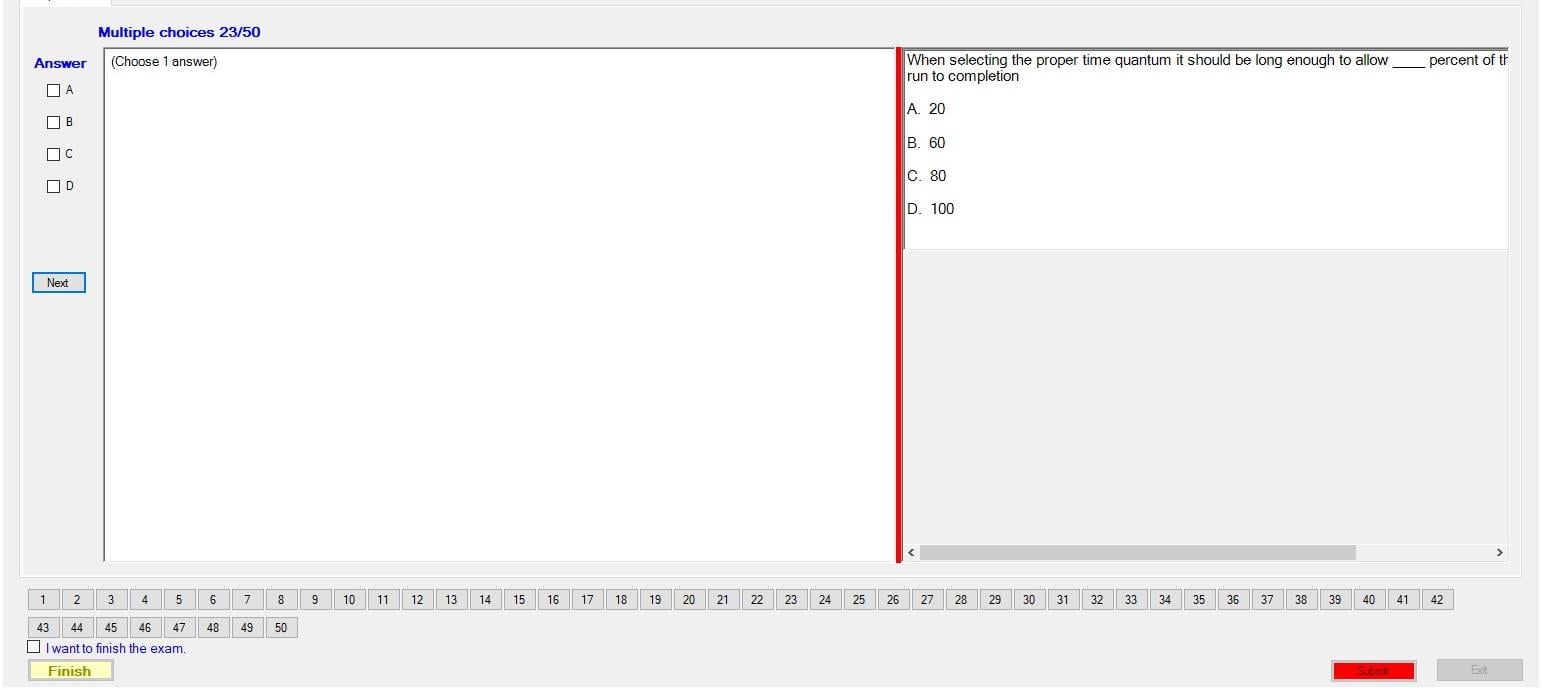 Multiple choices 23/50
Answer
A
B
C
D
Next
(Choose 1 answer)
When selecting the proper time quantum it should be long enough to allow ____ percent of
run to completion
A. 20
B. 60
C. 80
D. 100
1 2 3 4 5 6 7 8 9 10 11 12 13 14 15 16 17 18 19 20 21 22 23 24 25 26 27 28 29 30 31 32 33 34 35 36 37 38 39 40 41 42
43 44 45 46 47 48 49 50
I want to finish the exam.
Finish
Submit
Exit